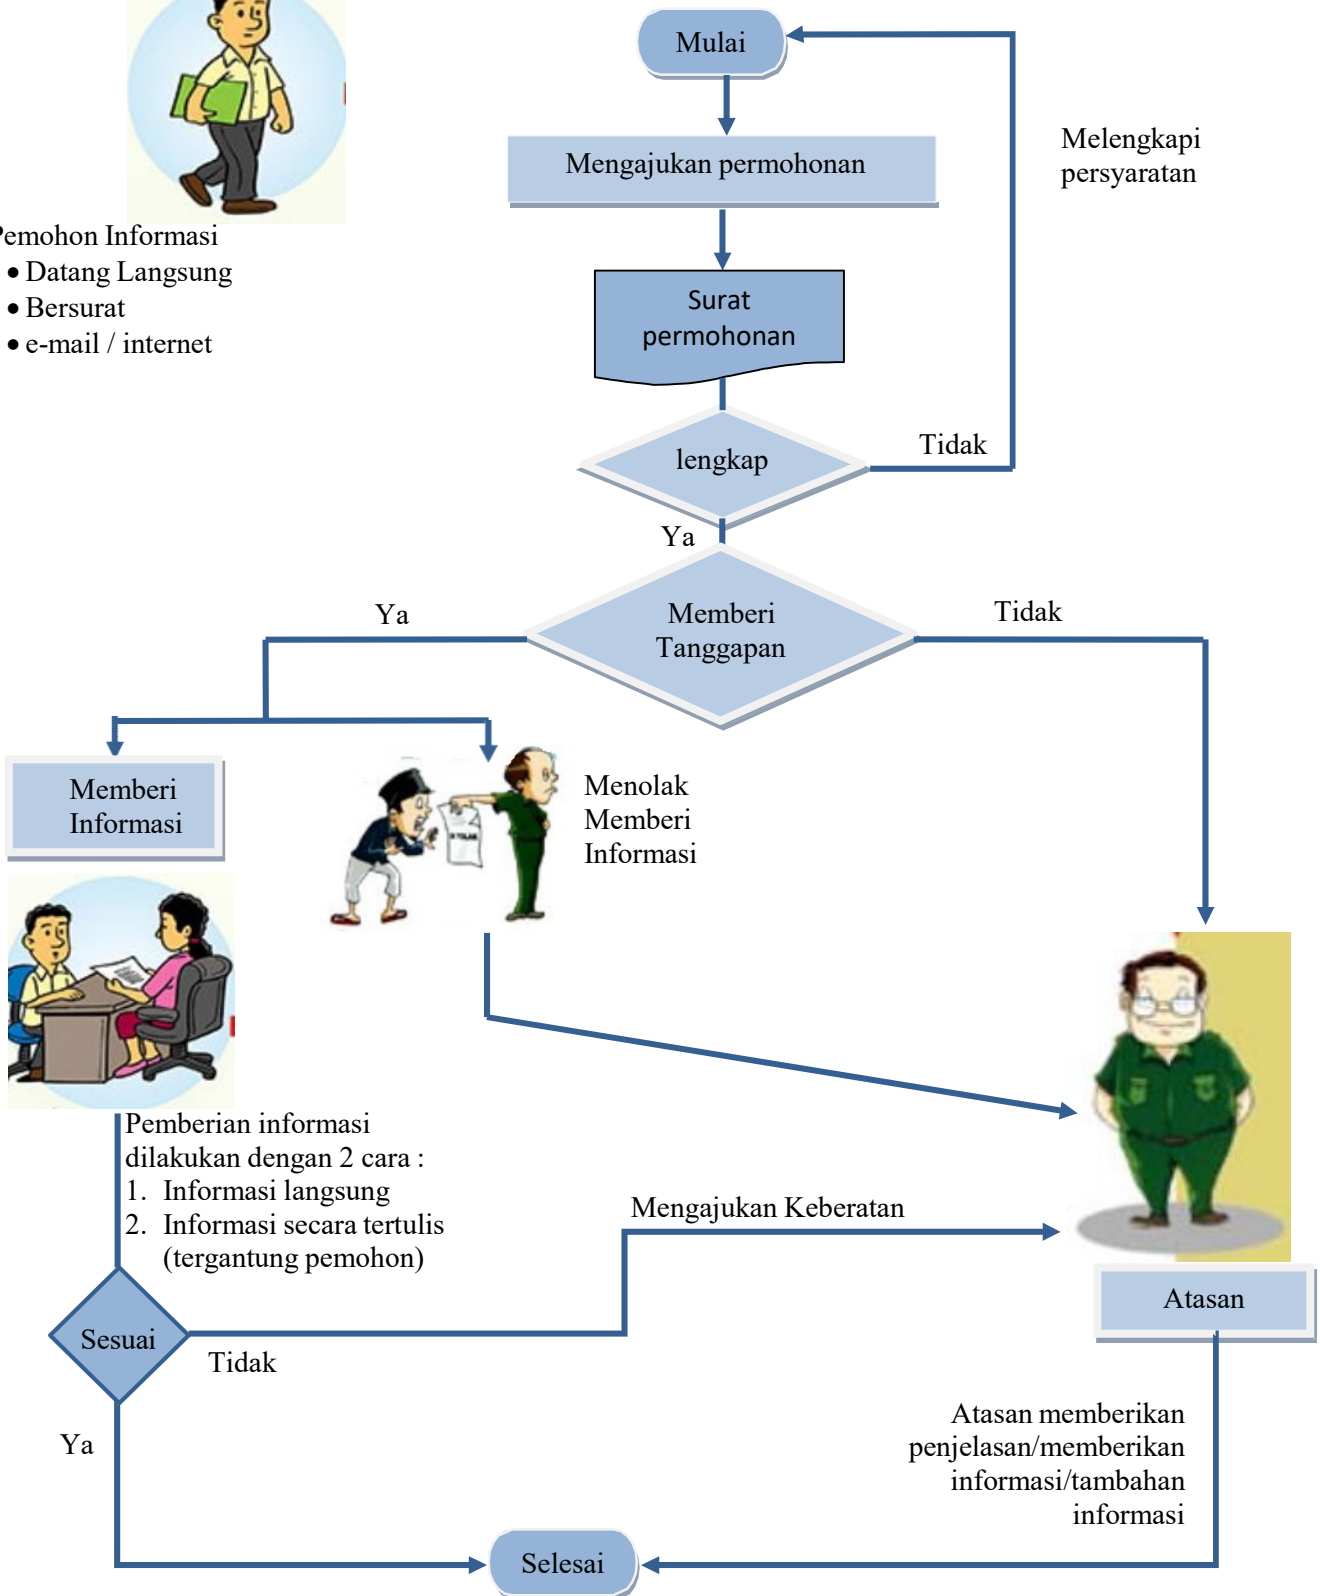 Mulai
Mengajukan permohonan
Melengkapi
persyaratan
Pemohon Informasi
• Datang Langsung
• Bersurat
• e-mail / internet
Surat
permohonan
lengkap
Tidak
Ya
Memberi
Tanggapan
Ya
Tidak
Memberi
Informasi
Menolak
Memberi
Informasi
Pemberian informasi
dilakukan dengan 2 cara :
1. Informasi langsung
2. Informasi secara tertulis
(tergantung pemohon)
Mengajukan Keberatan
Atasan
Sesuai
Tidak
Ya
Atasan memberikan
penjelasan/memberikan
informasi/tambahan
informasi
Selesai